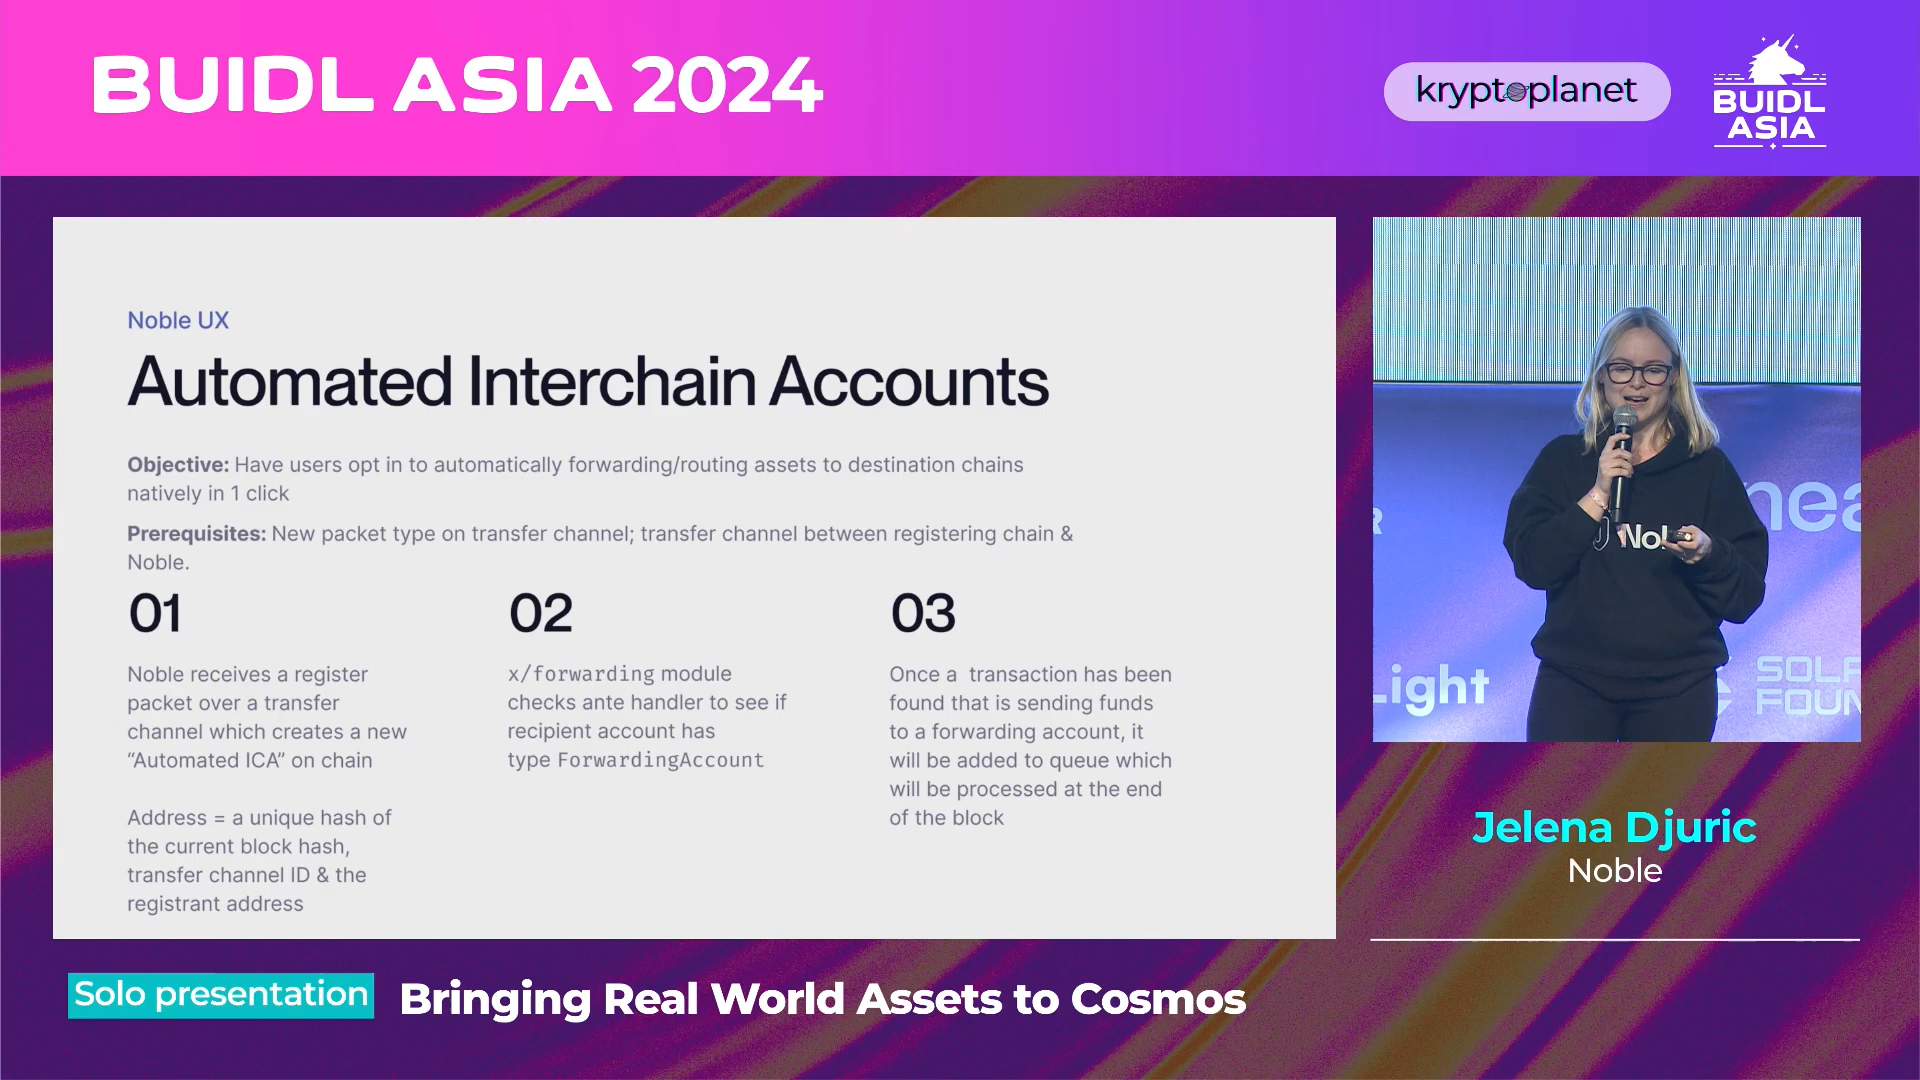 BUIDL ASIA 2024
kryptoplanet
BUIDL
ASIA
Noble UX
Automated Interchain Accounts
Objective: Have users opt in to automatically forwarding/routing assets to destination chains
natively in 1 click
Prerequisites: New packet type on transfer channel; transfer channel between registering chain &
Noble.
01
Noble receives a register
packet over a transfer
channel which creates a new
“Automated ICA” on chain
Address = a unique hash of
the current block hash,
transfer channel ID & the
registrant address
02
x/forwarding module
checks ante handler to see if
recipient account has
type ForwardingAccount
03
Once a  transaction has been
found that is sending funds
to a forwarding account, it
will be added to queue which
will be processed at the end
of the block
Jelena Djuric
Noble
Solo presentation
Bringing Real World Assets to Cosmos